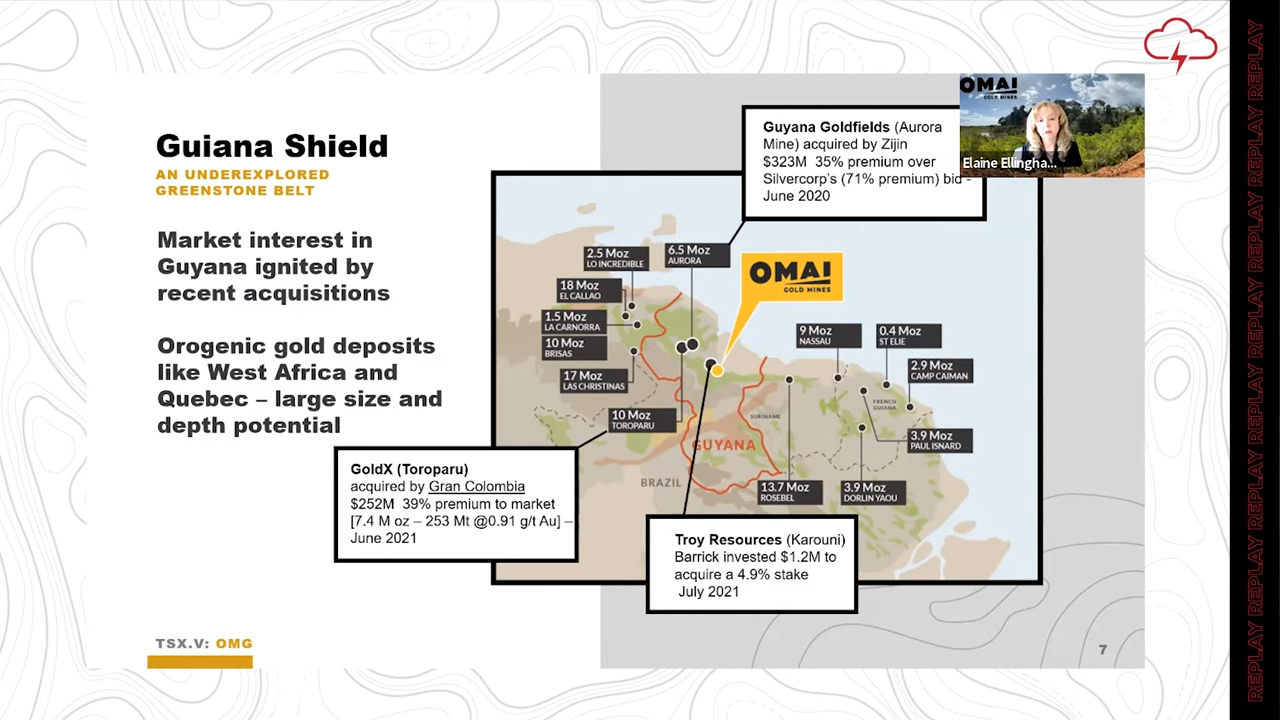 Guiana Shield
AN UNDEREXPLORED
GREENSTONE BELT
Market interest in
Guyana ignited by
recent acquisitions
Orogenic gold deposits
like West Africa and
Quebec – large size and
depth potential
Guyana Goldfields (Aurora
Mine) acquired by Zijin
$323M 35% premium over
Silvercorp's (71% premium) bid -
June 2020
OMAI
GOLD MINES
Elaine Ellingha...
2.5 Moz
LO INCREDIBLE
6.5 Moz
AURORA
OMAI
GOLD MINES
18 Moz
EL CALLAO
1.5 Moz
LA CARNORRA
10 Moz
BRISAS
17 Moz
LAS CHRISTINAS
10 Moz
TOROPARU
9 Moz
NASSAU
0.4 Moz
ST ELIE
2.9 Moz
CAMP CAIMAN
FRENCH
GUIANA
SURINAME
GUYANA
BRAZIL
3.9 Moz
PAUL ISNARD
13.7 Moz
ROSEBEL
3.9 Moz
DORLIN YAOU
GoldX (Toroparu)
acquired by Gran Colombia
$252M 39% premium to market
[7.4 M oz – 253 Mt @0.91 g/t Au] –
June 2021
Troy Resources (Karouni)
Barrick invested $1.2M to
acquire a 4.9% stake
July 2021
TSX.V: OMG
7
REPLAY REPLAY REPLAY REPLAY REPLAY REPLAY REPLAY REPLAY